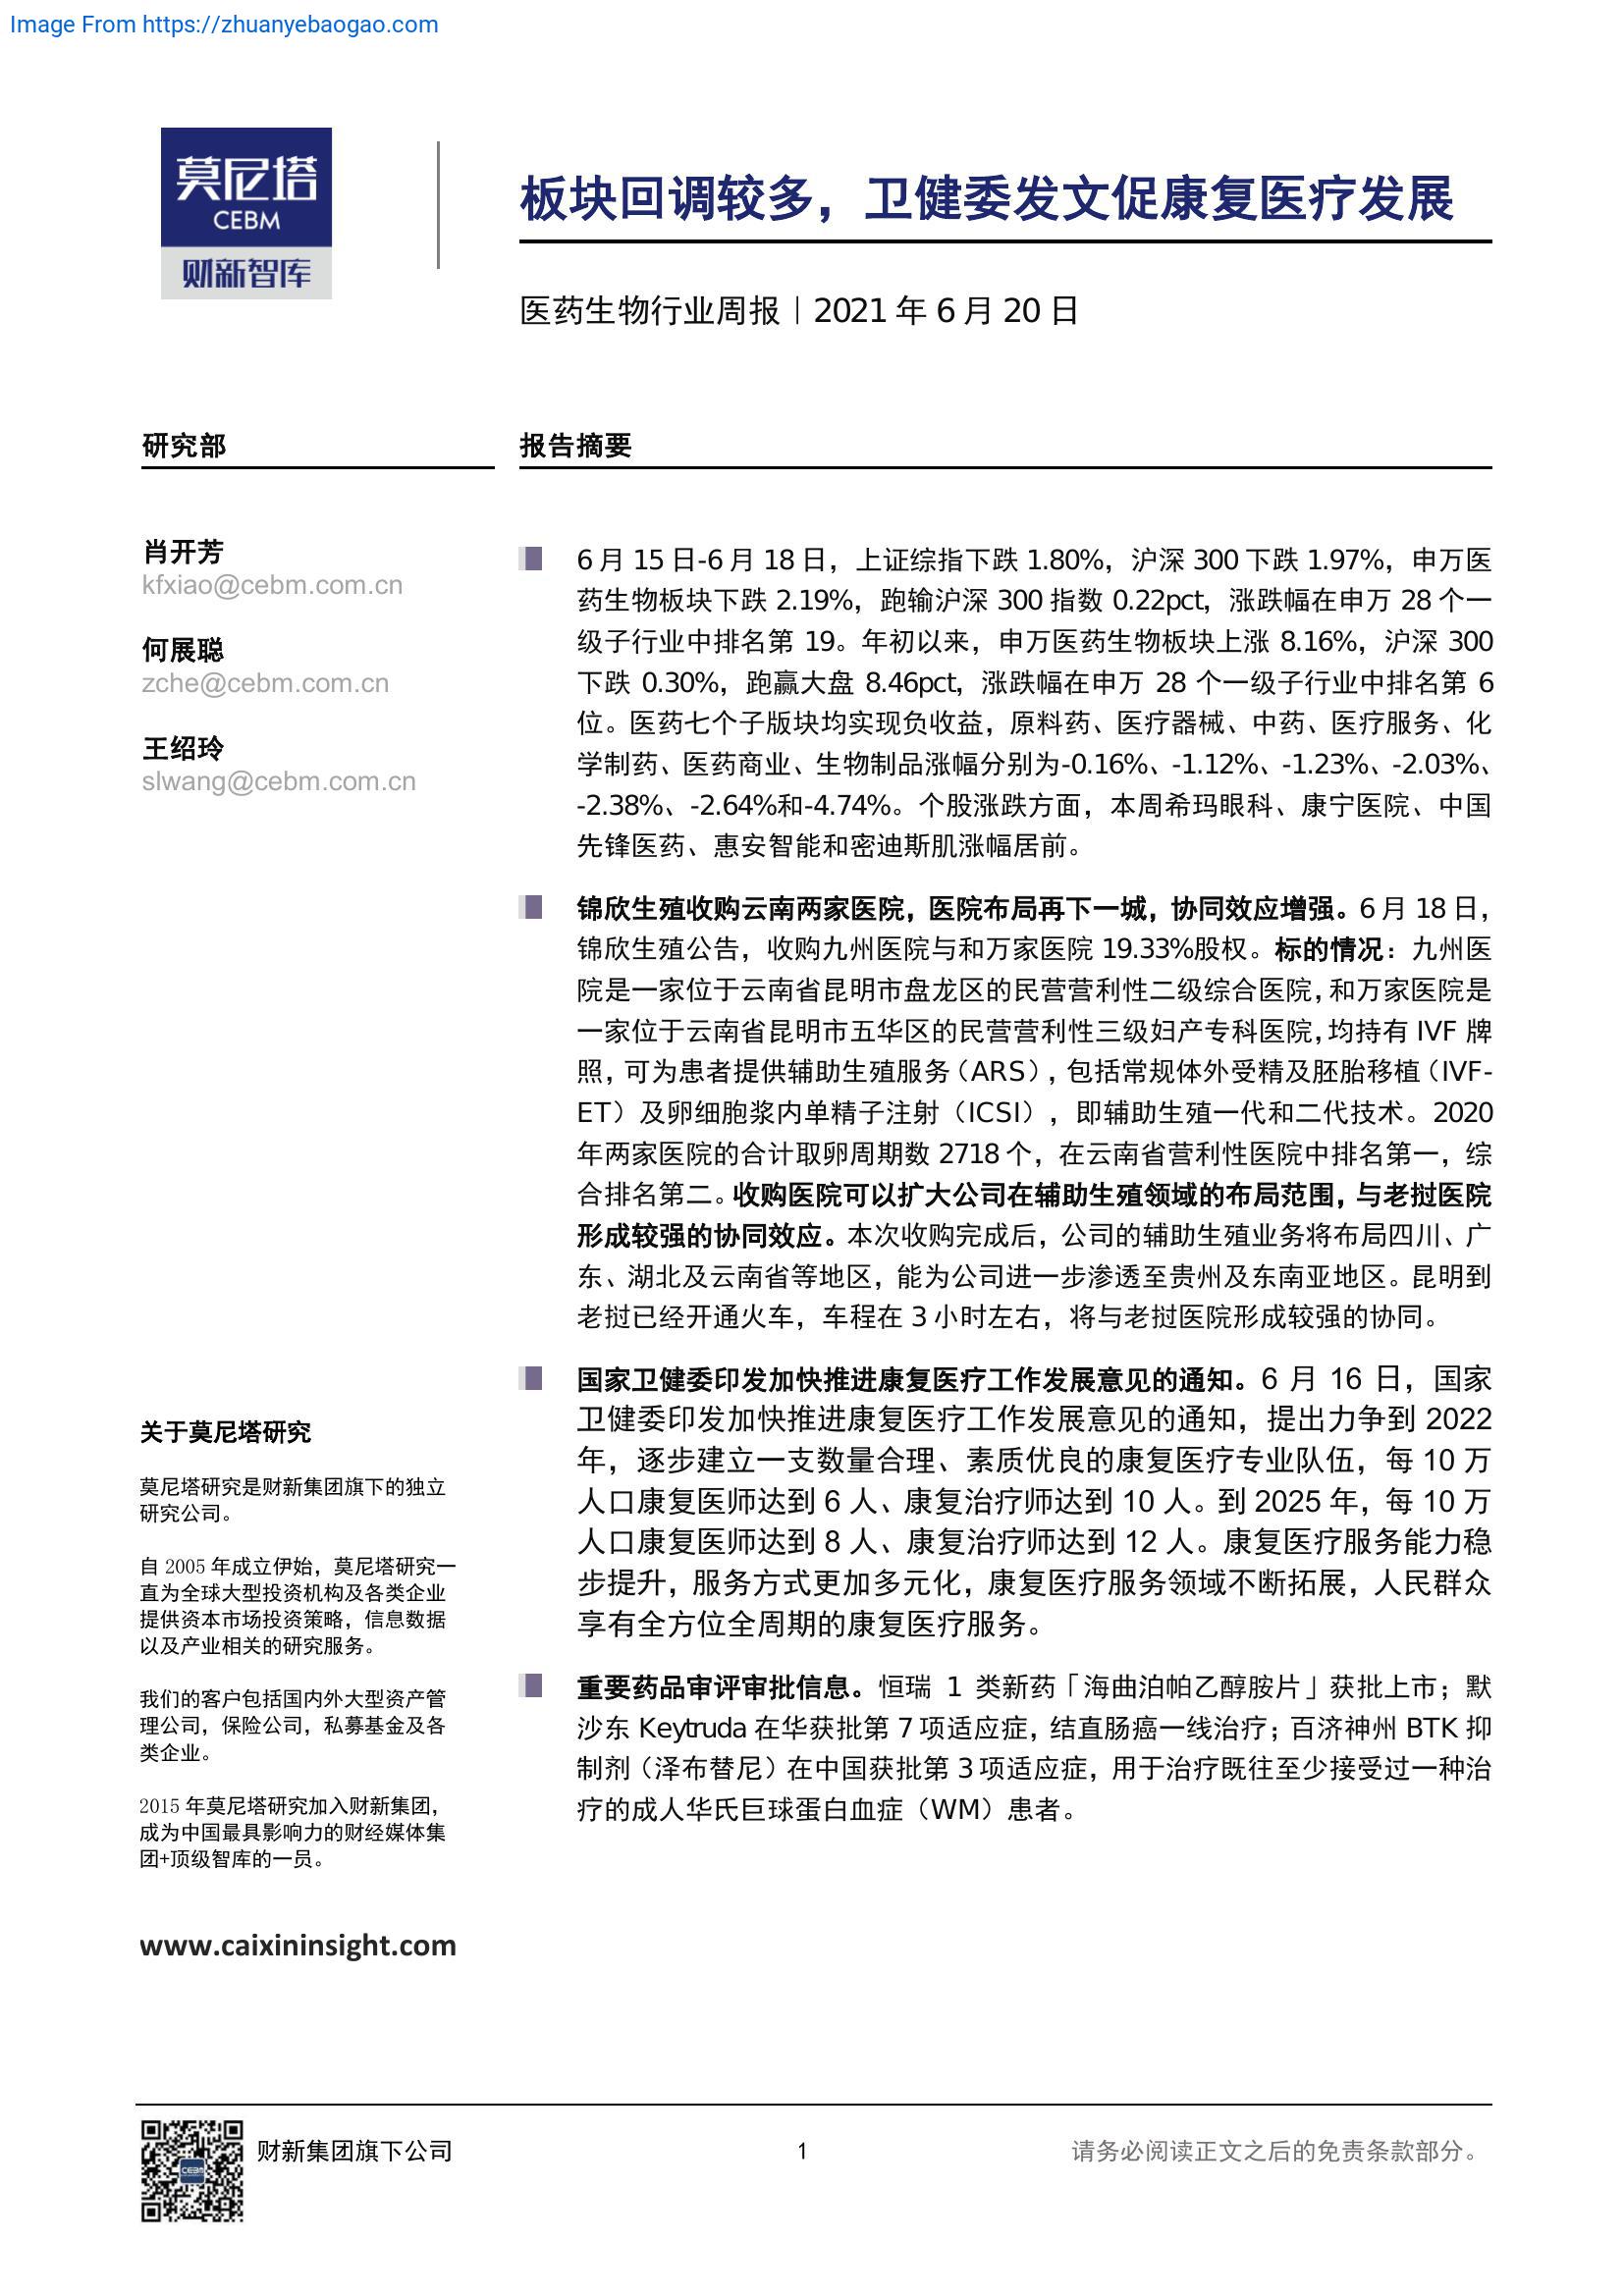 Image From https://zhuanyebaogao.com
莫尼塔
CEBM
财新智库
板块回调较多，卫健委发文促康复医疗发展
医药生物行业周报｜2021 年 6 月 20 日
研究部
肖开芳
kfxiao@cebm.com.cn
何展聪
zche@cebm.com.cn
王绍玲
slwang@cebm.com.cn
关于莫尼塔研究
莫尼塔研究是财新集团旗下的独立
研究公司。
自 2005 年成立伊始，莫尼塔研究一
直为全球大型投资机构及各类企业
提供资本市场投资策略，信息数据
以及产业相关的研究服务。
我们的客户包括国内外大型资产管
理公司，保险公司，私募基金及各
类企业。
2015 年莫尼塔研究加入财新集团，
成为中国最具影响力的财经媒体集
团+顶级智库的一员。
www.caixininsight.com
报告摘要
6 月 15 日-6 月 18 日，上证综指下跌 1.80%，沪深 300 下跌 1.97%，申万医
药生物板块下跌 2.19%，跑输沪深 300 指数 0.22pct，涨跌幅在申万 28 个一
级子行业中排名第 19。年初以来，申万医药生物板块上涨 8.16%，沪深 300
下跌 0.30%，跑赢大盘 8.46pct，涨跌幅在申万 28 个一级子行业中排名第 6
位。医药七个子版块均实现负收益，原料药、医疗器械、中药、医疗服务、化
学制药、医药商业、生物制品涨幅分别为-0.16%、-1.12%、-1.23%、-2.03%、
-2.38%、-2.64%和-4.74%。个股涨跌方面，本周希玛眼科、康宁医院、中国
先锋医药、惠安智能和密迪斯肌涨幅居前。
锦欣生殖收购云南两家医院，医院布局再下一城，协同效应增强。6 月 18 日，
锦欣生殖公告，收购九州医院与和万家医院 19.33%股权。标的情况：九州医
院是一家位于云南省昆明市盘龙区的民营营利性二级综合医院，和万家医院是
一家位于云南省昆明市五华区的民营营利性三级妇产专科医院，均持有 IVF 牌
照，可为患者提供辅助生殖服务（ARS），包括常规体外受精及胚胎移植（IVF-
ET）及卵细胞浆内单精子注射（ICSI），即辅助生殖一代和二代技术。2020
年两家医院的合计取卵周期数 2718 个，在云南省营利性医院中排名第一，综
合排名第二。收购医院可以扩大公司在辅助生殖领域的布局范围，与老挝医院
形成较强的协同效应。本次收购完成后，公司的辅助生殖业务将布局四川、广
东、湖北及云南省等地区，能为公司进一步渗透至贵州及东南亚地区。昆明到
老挝已经开通火车，车程在 3 小时左右，将与老挝医院形成较强的协同。
国家卫健委印发加快推进康复医疗工作发展意见的通知。6 月 16 日，国家
卫健委印发加快推进康复医疗工作发展意见的通知，提出力争到 2022
年，逐步建立一支数量合理、素质优良的康复医疗专业队伍，每 10 万
人口康复医师达到 6 人、康复治疗师达到 10 人。到 2025 年，每 10 万
人口康复医师达到 8 人、康复治疗师达到 12 人。康复医疗服务能力稳
步提升，服务方式更加多元化，康复医疗服务领域不断拓展，人民群众
享有全方位全周期的康复医疗服务。
重要药品审评审批信息。恒瑞 1 类新药「海曲泊帕乙醇胺片」获批上市；默
沙东 Keytruda 在华获批第 7 项适应症，结直肠癌一线治疗；百济神州 BTK 抑
制剂（泽布替尼）在中国获批第 3 项适应症，用于治疗既往至少接受过一种治
疗的成人华氏巨球蛋白血症（WM）患者。
CEBM
财新集团旗下公司
1
请务必阅读正文之后的免责条款部分。